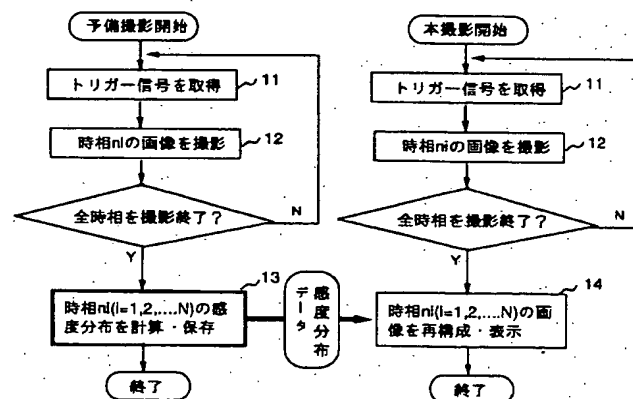 予備撮影開始
トリガー信号を取得
11
時相niの画像を撮影
12
全時相を撮影終了？
N
Y
13
時相ni(i=1,2,....N)の感
度分布を計算・保存
終了
感度分布
データ
本撮影開始
トリガー信号を取得
11
時相niの画像を撮影
12
全時相を撮影終了？
N
Y
14
時相ni(i=1,2,....N)の画
像を再構成・表示
終了